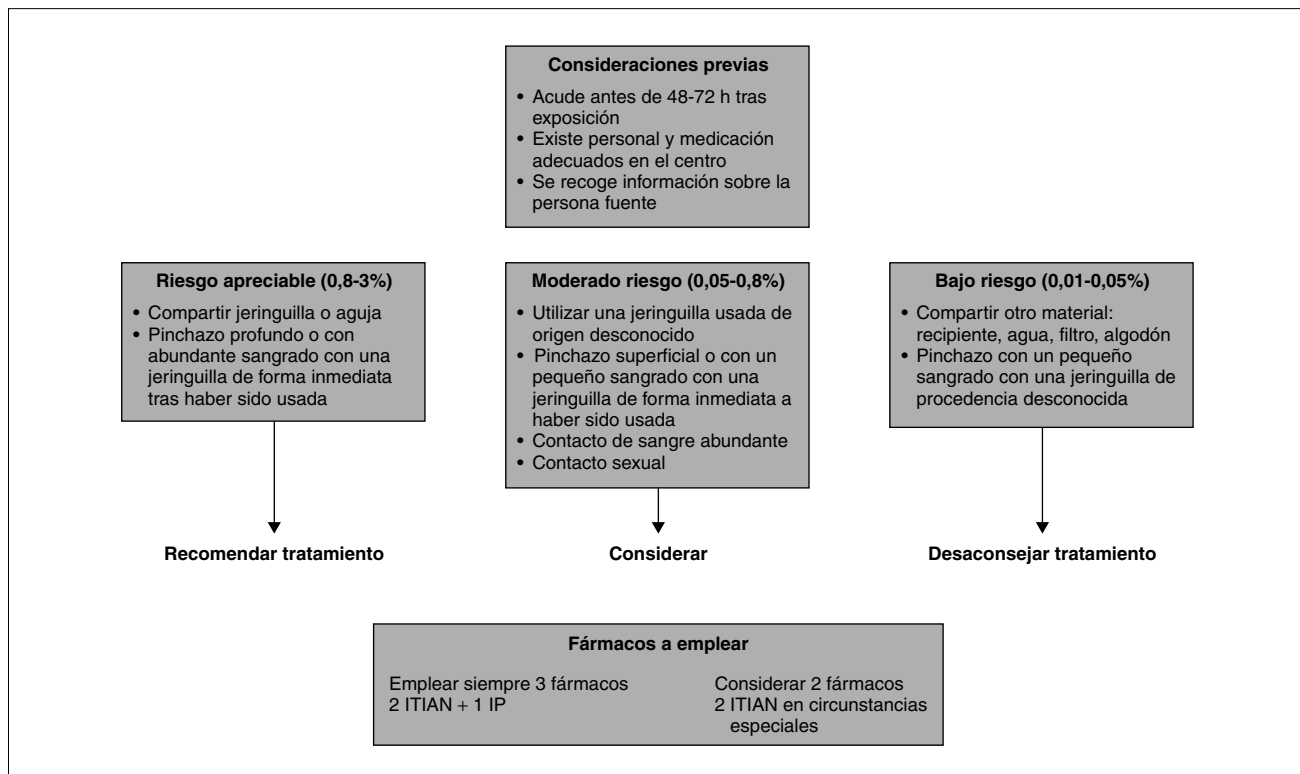 Consideraciones previas
• Acude antes de 48-72 h tras
exposición
• Existe personal y medicación
adecuados en el centro
• Se recoge información sobre la
persona fuente
Riesgo apreciable (0,8-3%)
• Compartir jeringuilla o aguja
• Pinchazo profundo o con
abundante sangrado con una
jeringuilla de forma inmediata
tras haber sido usada
Moderado riesgo (0,05-0,8%)
• Utilizar una jeringuilla usada de
origen desconocido
• Pinchazo superficial o con un
pequeño sangrado con una
jeringuilla de forma inmediata a
haber sido usada
• Contacto de sangre abundante
• Contacto sexual
Bajo riesgo (0,01-0,05%)
• Compartir otro material:
recipiente, agua, filtro, algodón
• Pinchazo con un pequeño
sangrado con una jeringuilla de
procedencia desconocida
Recomendar tratamiento
Considerar
Desaconsejar tratamiento
Fármacos a emplear
Emplear siempre 3 fármacos
2 ITIAN + 1 IP
Considerar 2 fármacos
2 ITIAN en circunstancias
especiales